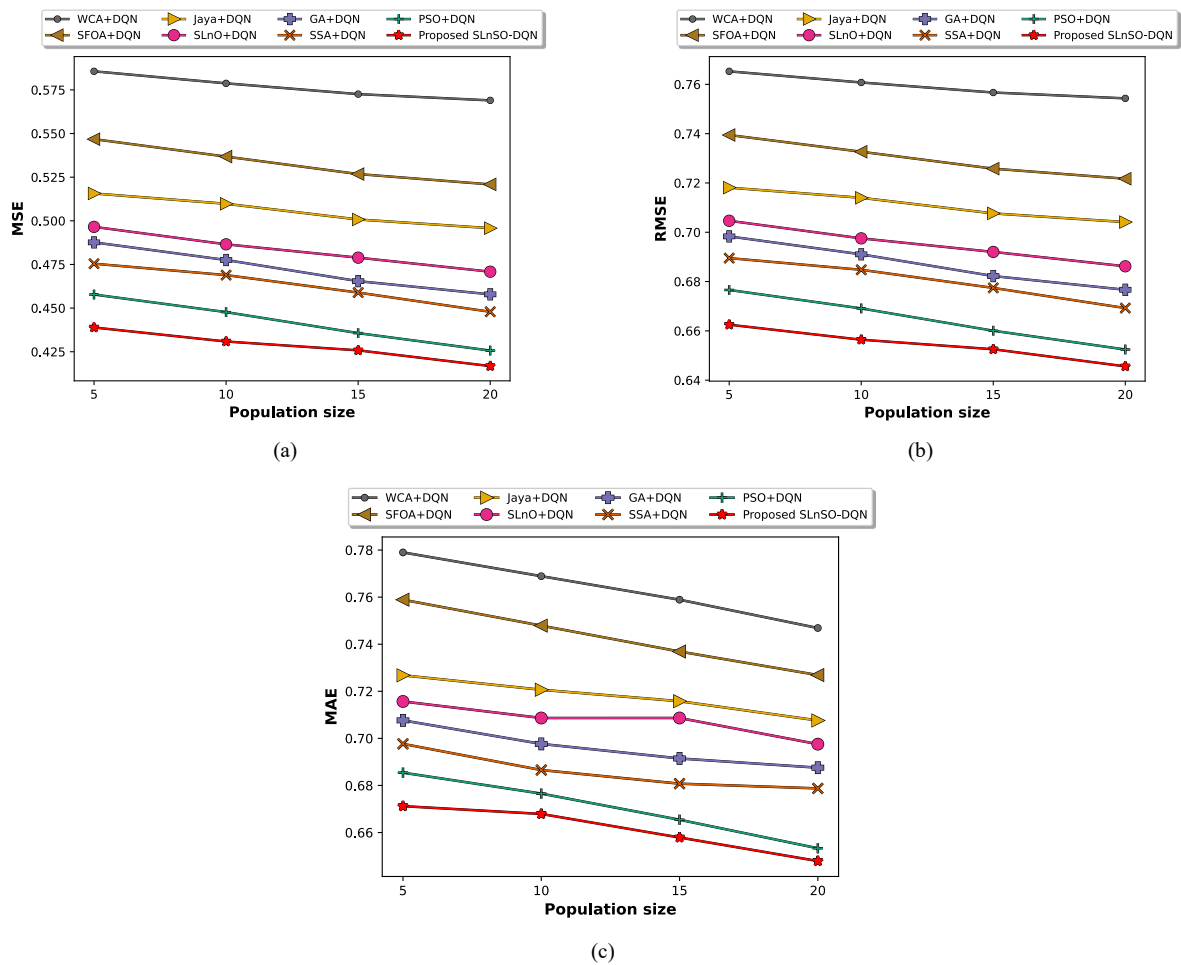 WCA+DQN Jaya+DQN GA+DQN PSO+DQN
SFOA+DQN SLnO+DQN SSA+DQN Proposed SLnSO-DQN
0.575
0.550
0.525
0.500
0.475
0.450
0.425
MSE
5 10 15 20
Population size
(a)
WCA+DQN Jaya+DQN GA+DQN PSO+DQN
SFOA+DQN SLnO+DQN SSA+DQN Proposed SLnSO-DQN
0.76
0.74
0.72
0.70
0.68
0.66
0.64
RMSE
5 10 15 20
Population size
(b)
WCA+DQN Jaya+DQN GA+DQN PSO+DQN
SFOA+DQN SLnO+DQN SSA+DQN Proposed SLnSO-DQN
0.78
0.76
0.74
0.72
0.70
0.68
0.66
MAE
5 10 15 20
Population size
(c)